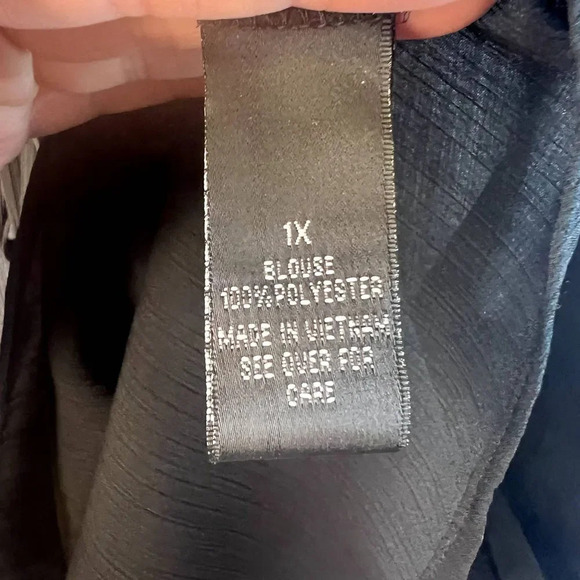 1X
BLOUSE
100% POLYESTER
MADE IN VIETNAM
SEE OVER FOR
CARE